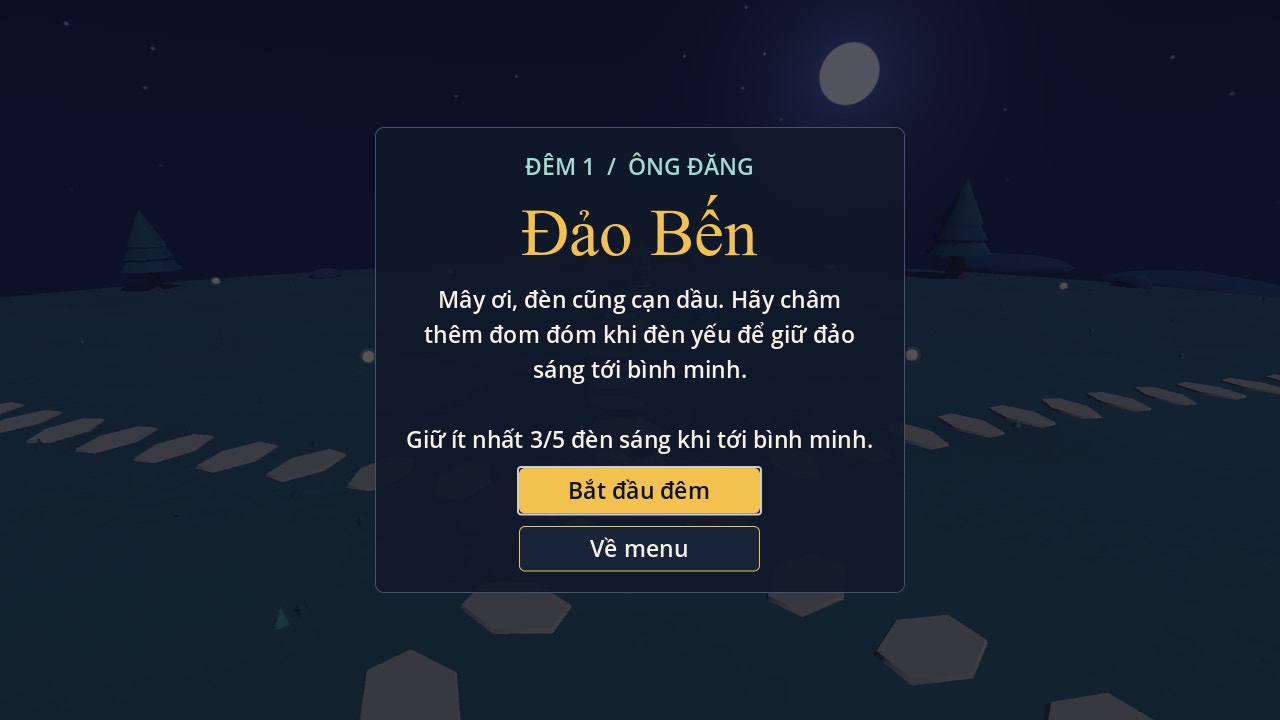 ĐÊM 1 / ÔNG ĐĂNG
Đảo Bến
Mây ơi, đèn cũng cạn dầu. Hãy châm
thêm đom đóm khi đèn yếu để giữ đảo
sáng tới bình minh.
Giữ ít nhất 3/5 đèn sáng khi tới bình minh.
Bắt đầu đêm
Về menu